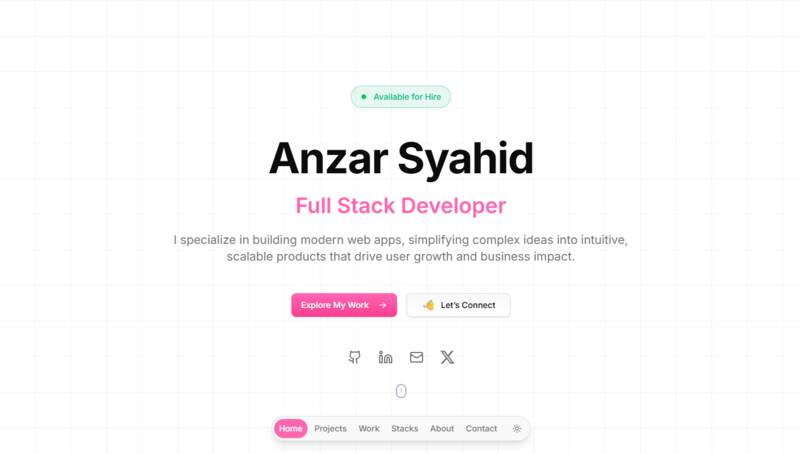 Available for Hire
Anzar Syahid
Full Stack Developer
I specialize in building modern web apps, simplifying complex ideas into intuitive,
scalable products that drive user growth and business impact.
Explore My Work →
Let's Connect
Home Projects Work Stacks About Contact